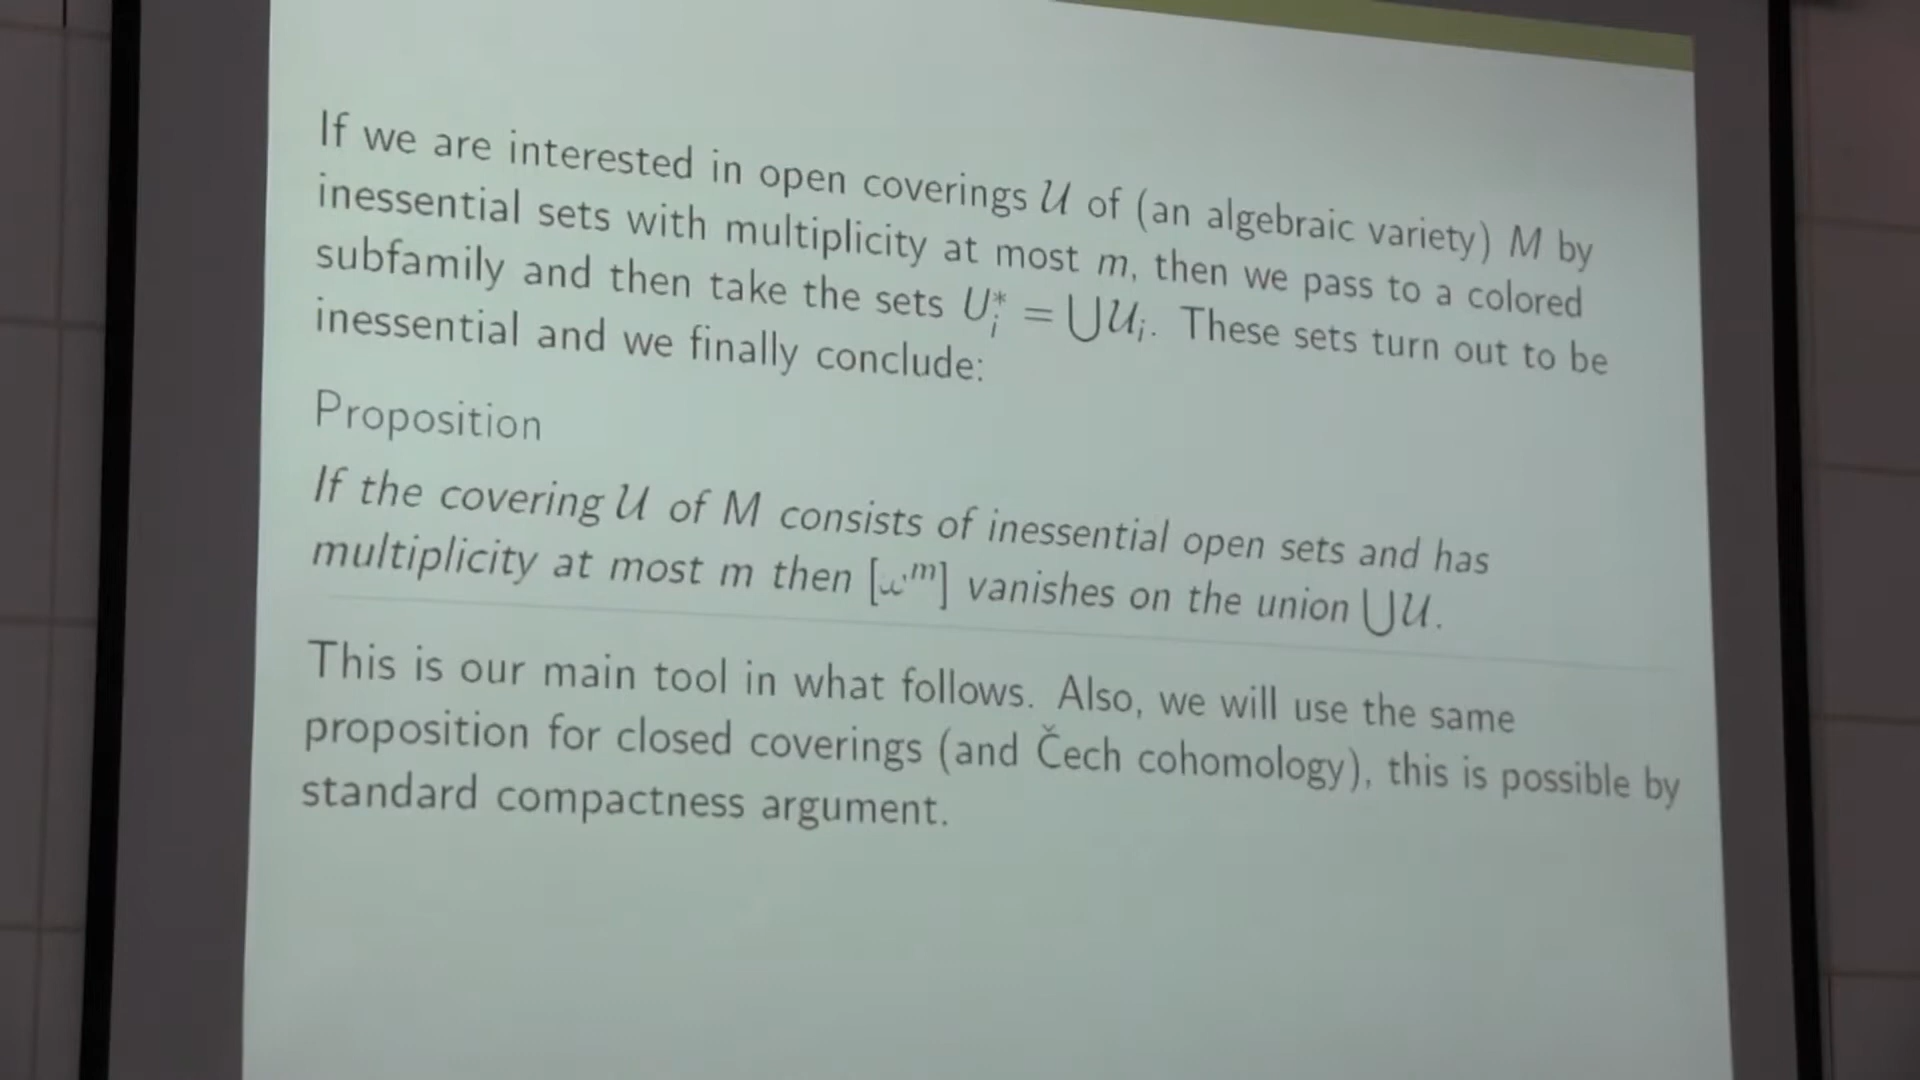 If we are interested in open coverings 𝒰 of (an algebraic variety) M by
inessential sets with multiplicity at most m, then we pass to a colored
subfamily and then take the sets U*_i = ⋃𝒰_i. These sets turn out to be
inessential and we finally conclude:
Proposition
If the covering 𝒰 of M consists of inessential open sets and has
multiplicity at most m then [ω^m] vanishes on the union ⋃𝒰.
This is our main tool in what follows. Also, we will use the same
proposition for closed coverings (and Čech cohomology), this is possible by
standard compactness argument.